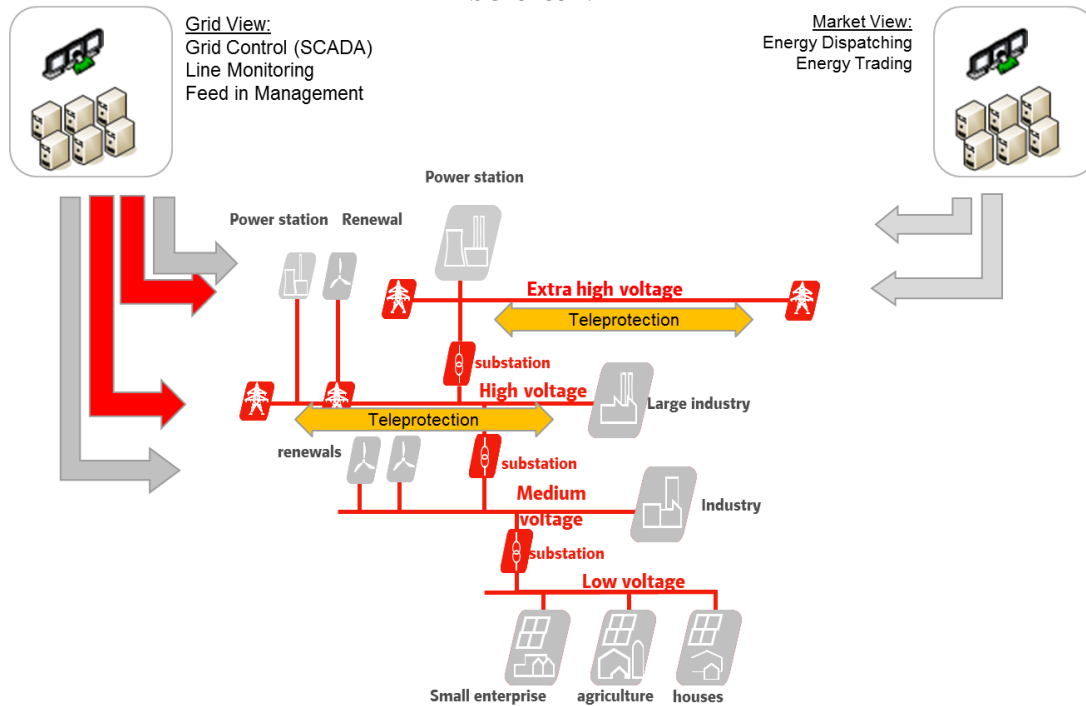 Grid View:
Grid Control (SCADA)
Line Monitoring
Feed in Management
Market View:
Energy Dispatching
Energy Trading
Power station
Power station
Renewal
Extra high voltage
Teleprotection
substation
High voltage
Large industry
Teleprotection
renewals
substation
Medium
voltage
Industry
substation
Low voltage
Small enterprise
agriculture
houses